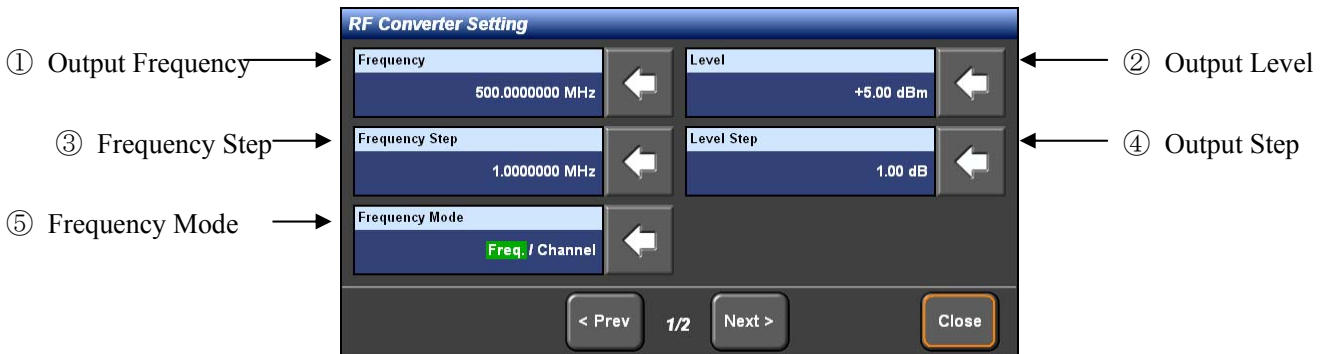 RF Converter Setting
① Output Frequency
Frequency
500.0000000 MHz
Level
+5.00 dBm
② Output Level
③ Frequency Step
Frequency Step
1.0000000 MHz
Level Step
1.00 dB
④ Output Step
⑤ Frequency Mode
Frequency Mode
Freq. / Channel
< Prev
1/2
Next >
Close